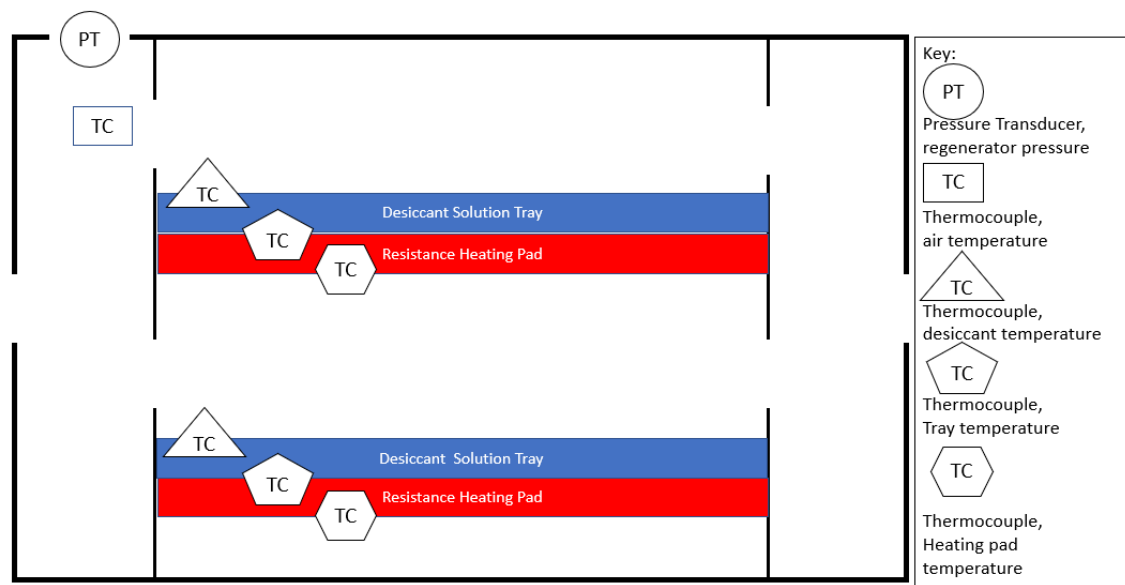 PT
TC
TC
Desiccant Solution Tray
TC
Resistance Heating Pad
TC
TC
Desiccant  Solution Tray
TC
Resistance Heating Pad
TC
Key:
PT
Pressure Transducer,
regenerator pressure
TC
Thermocouple,
air temperature
TC
Thermocouple,
desiccant temperature
TC
Thermocouple,
Tray temperature
TC
Thermocouple,
Heating pad
temperature